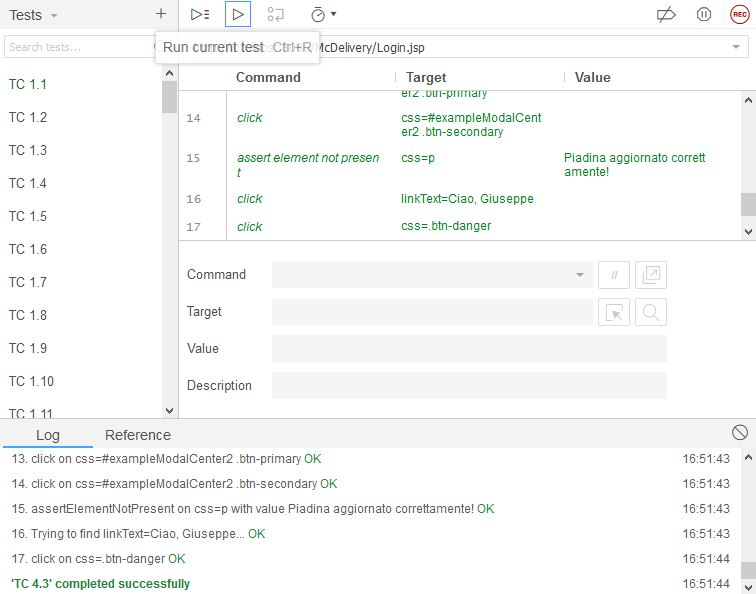 Tests
REC
Search tests...
Run current test Ctrl+R
McDelivery/Login.jsp
Command Target Value
TC 1.1
TC 1.2
TC 1.3
TC 1.4
TC 1.5
TC 1.6
TC 1.7
TC 1.8
TC 1.9
TC 1.10
TC 1.11
er2 .btn-primary
14 click css=#exampleModalCent
er2 .btn-secondary
15 assert element not presen
t
css=p Piadina aggiornato corrett
amente!
16 click linkText=Ciao, Giuseppe
17 click css=.btn-danger
Command //
Target
Value
Description
Log Reference
13. click on css=#exampleModalCenter2 .btn-primary OK 16:51:43
14. click on css=#exampleModalCenter2 .btn-secondary OK 16:51:43
15. assertElementNotPresent on css=p with value Piadina aggiornato correttamente! OK 16:51:43
16. Trying to find linkText=Ciao, Giuseppe... OK 16:51:43
17. click on css=.btn-danger OK 16:51:44
'TC 4.3' completed successfully 16:51:44